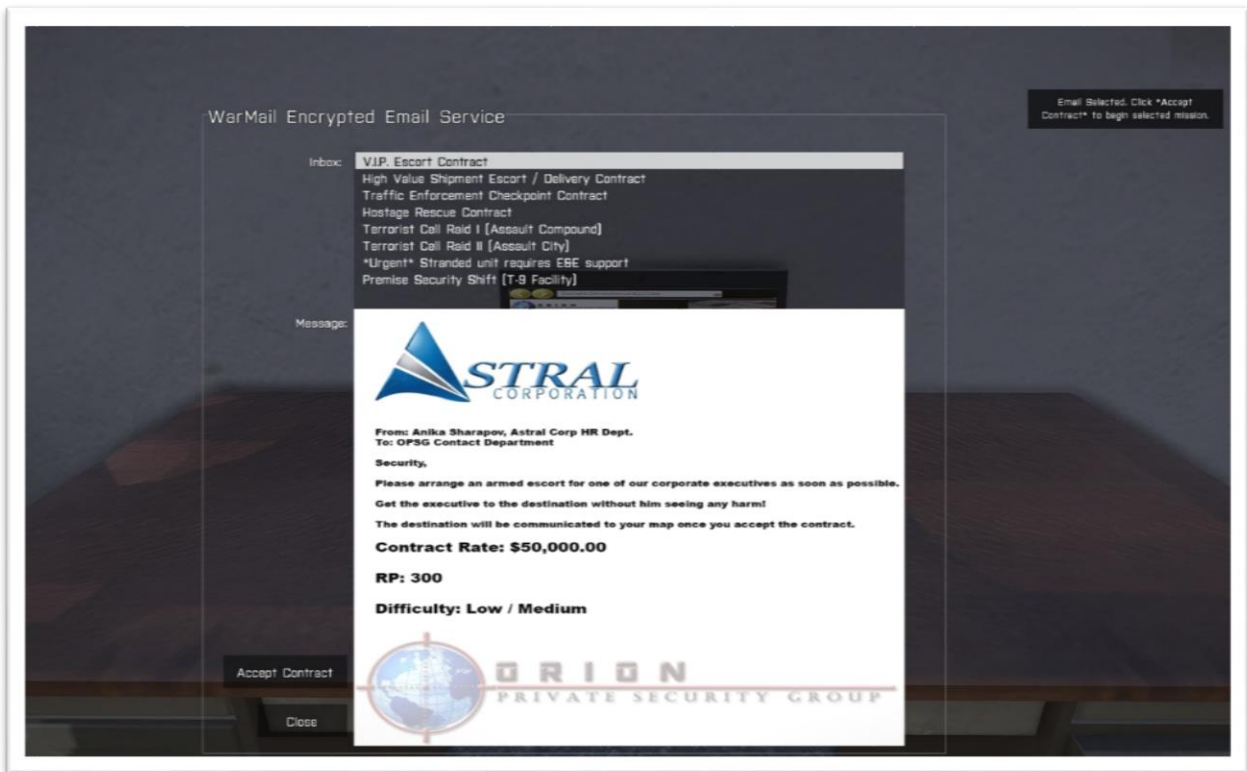 WarMail Encrypted Email Service
Email Selected. Click *Accept
Contract* to begin selected mission.
Inbox:
V.I.P. Escort Contract
High Value Shipment Escort / Delivery Contract
Traffic Enforcement Checkpoint Contract
Hostage Rescue Contract
Terrorist Cell Raid I (Assault Compound)
Terrorist Cell Raid II (Assault City)
*Urgent* Stranded unit requires E&E support
Premise Security Shift (T-9 Facility)
Message:
ASTRAL
CORPORATION
From: Anika Sharapov, Astral Corp HR Dept.
To: OPSG Contact Department
Security,
Please arrange an armed escort for one of our corporate executives as soon as possible.
Get the executive to the destination without him seeing any harm!
The destination will be communicated to your map once you accept the contract.
Contract Rate: $50,000.00
RP: 300
Difficulty: Low / Medium
ORION
PRIVATE SECURITY GROUP
Accept Contract
Close